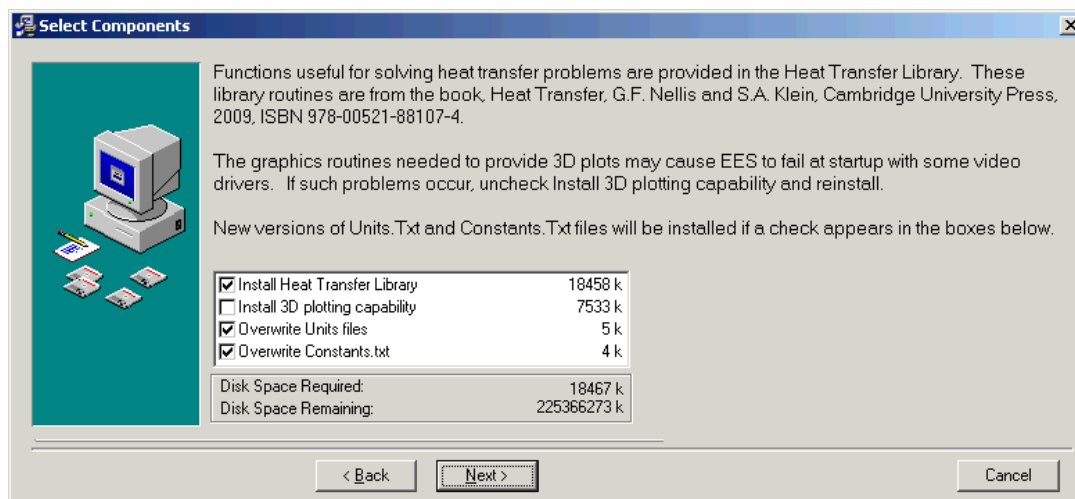 Select Components
Functions useful for solving heat transfer problems are provided in the Heat Transfer Library. These
library routines are from the book, Heat Transfer, G.F. Nellis and S.A. Klein, Cambridge University Press,
2009, ISBN 978-00521-88107-4.
The graphics routines needed to provide 3D plots may cause EES to fail at startup with some video
drivers. If such problems occur, uncheck Install 3D plotting capability and reinstall.
New versions of Units.Txt and Constants.Txt files will be installed if a check appears in the boxes below.
Install Heat Transfer Library 18458 k
Install 3D plotting capability 7533 k
Overwrite Units files 5 k
Overwrite Constants.txt 4 k
Disk Space Required: 18467 k
Disk Space Remaining: 225366273 k
< Back Next > Cancel